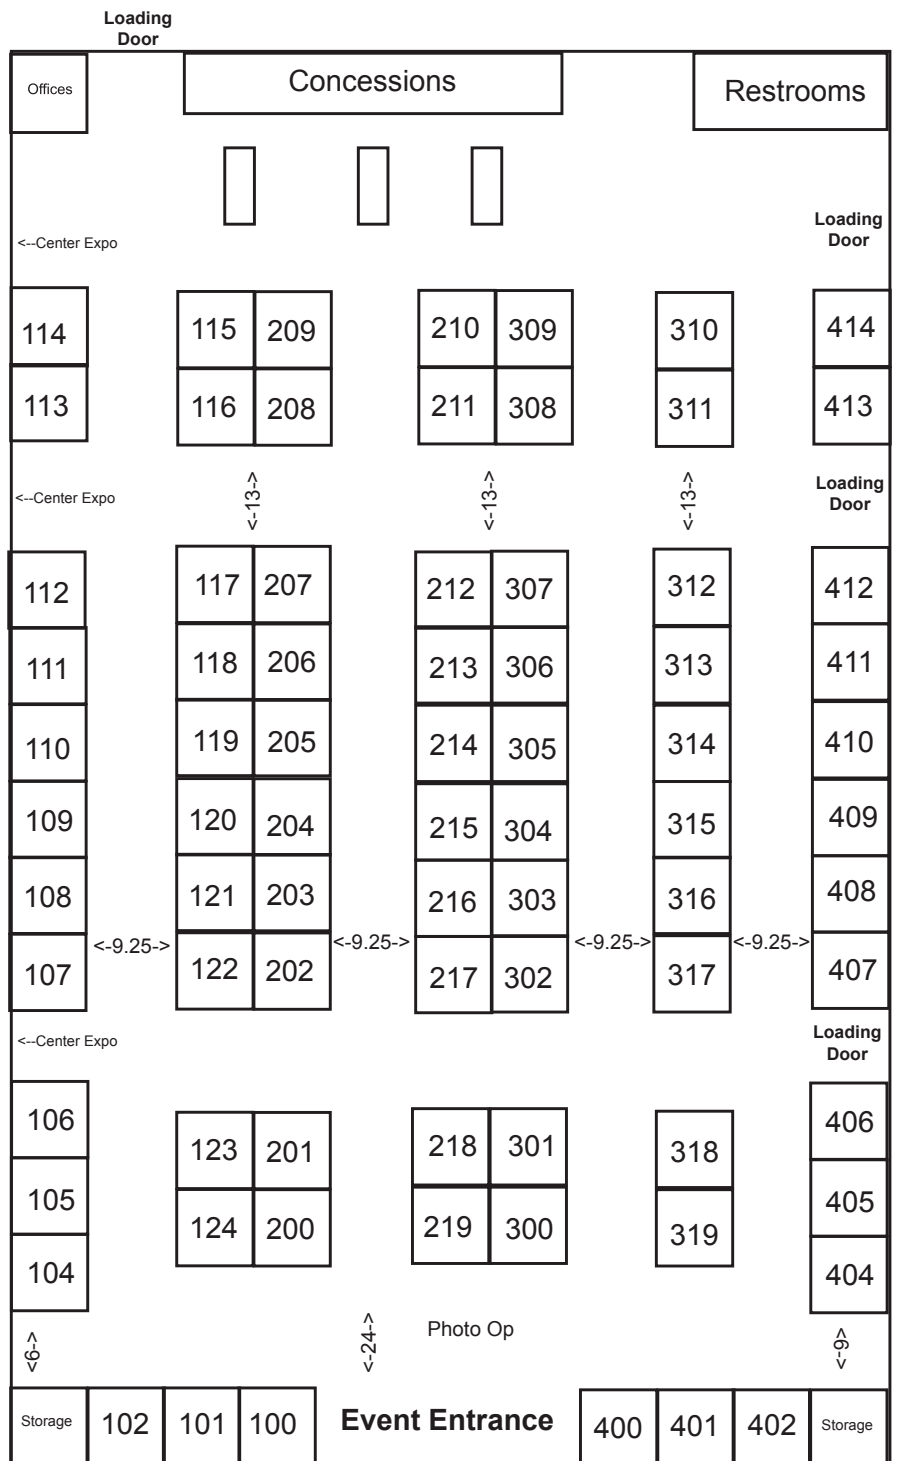 Loading
Door
Offices
Concessions
Restrooms
<--Center Expo
Loading
Door
114 115 209 210 309 310 414
113 116 208 211 308 311 413
<--Center Expo
<-13->
<-13->
<-13->
Loading
Door
112 117 207 212 307 312 412
111 118 206 213 306 313 411
110 119 205 214 305 314 410
109 120 204 215 304 315 409
108 121 203 216 303 316 408
<-9.25-> <-9.25-> <-9.25-> <-9.25->
107 122 202 217 302 317 407
<--Center Expo
Loading
Door
106 123 201 218 301 318 406
105 124 200 219 300 319 405
104 404
<6->
<-24->
Photo Op
<-9>
Storage 102 101 100 Event Entrance 400 401 402 Storage